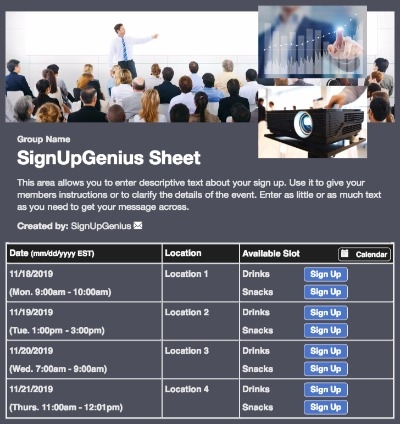 Group Name
SignUpGenius Sheet
This area allows you to enter descriptive text about your sign up. Use it to give your
members instructions or to clarify the details of the event. Enter as little or as much text
as you need to get your message across.
Created by: SignUpGenius
Date (mm/dd/yyyy EST) Location Available Slot Calendar
11/18/2019 Location 1 Drinks Sign Up
(Mon. 9:00am - 10:00am) Snacks Sign Up
11/19/2019 Location 2 Drinks Sign Up
(Tue. 1:00pm - 3:00pm) Snacks Sign Up
11/20/2019 Location 3 Drinks Sign Up
(Wed. 7:00am - 9:00am) Snacks Sign Up
11/21/2019 Location 4 Drinks Sign Up
(Thurs. 11:00am - 12:01pm) Snacks Sign Up